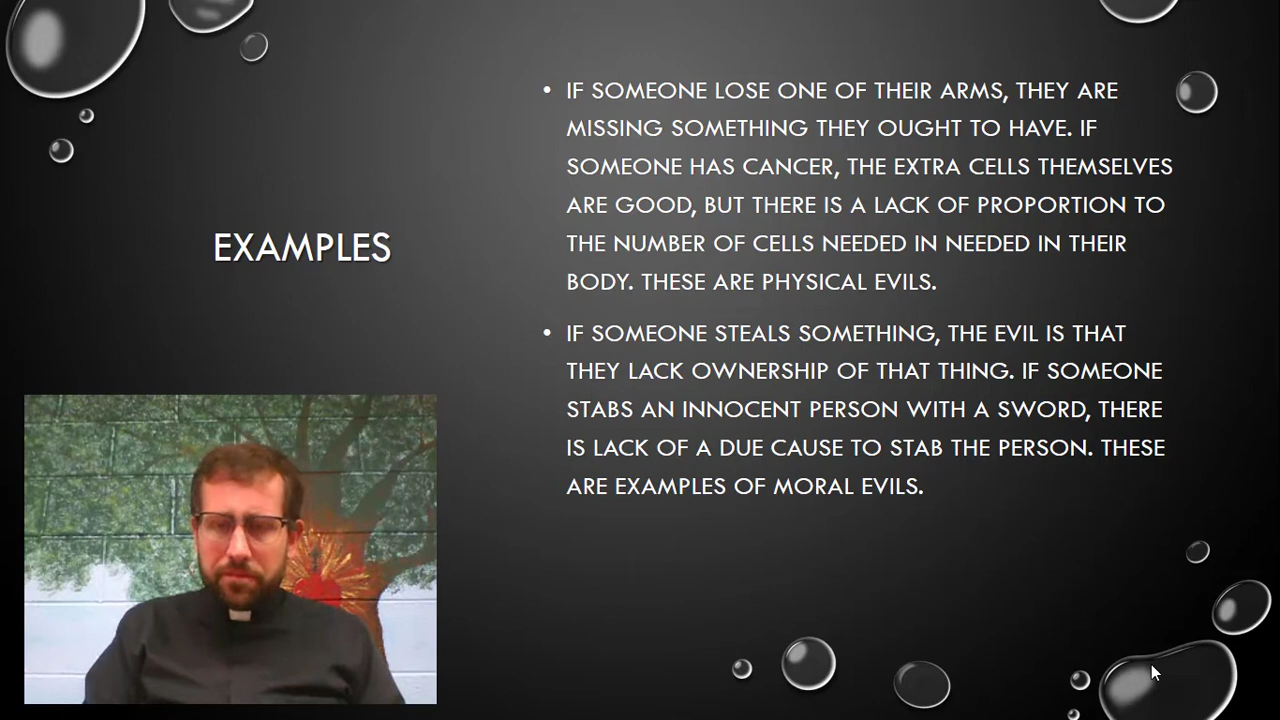 EXAMPLES
• IF SOMEONE LOSE ONE OF THEIR ARMS, THEY ARE
MISSING SOMETHING THEY OUGHT TO HAVE. IF
SOMEONE HAS CANCER, THE EXTRA CELLS THEMSELVES
ARE GOOD, BUT THERE IS A LACK OF PROPORTION TO
THE NUMBER OF CELLS NEEDED IN NEEDED IN THEIR
BODY. THESE ARE PHYSICAL EVILS.
• IF SOMEONE STEALS SOMETHING, THE EVIL IS THAT
THEY LACK OWNERSHIP OF THAT THING. IF SOMEONE
STABS AN INNOCENT PERSON WITH A SWORD, THERE
IS LACK OF A DUE CAUSE TO STAB THE PERSON. THESE
ARE EXAMPLES OF MORAL EVILS.